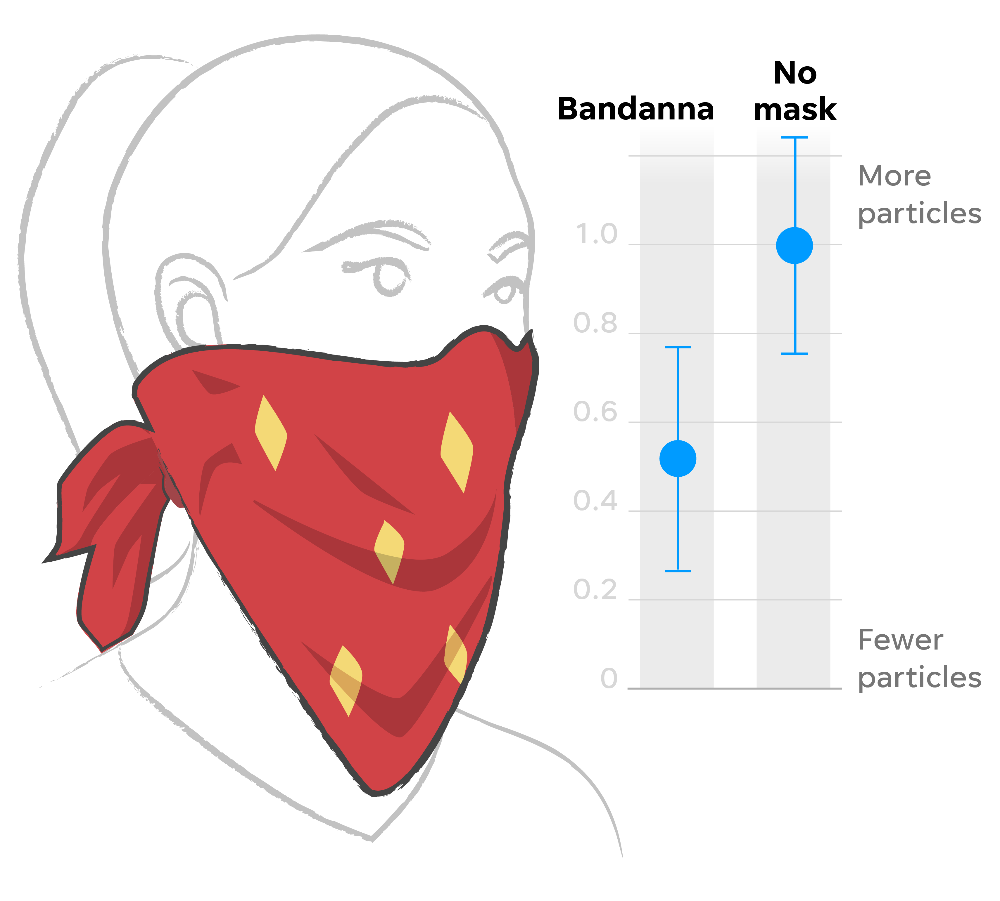 No
Bandanna mask
More
particles
1.0
0.8
0.6
0.4
0.2
Fewer
particles
0